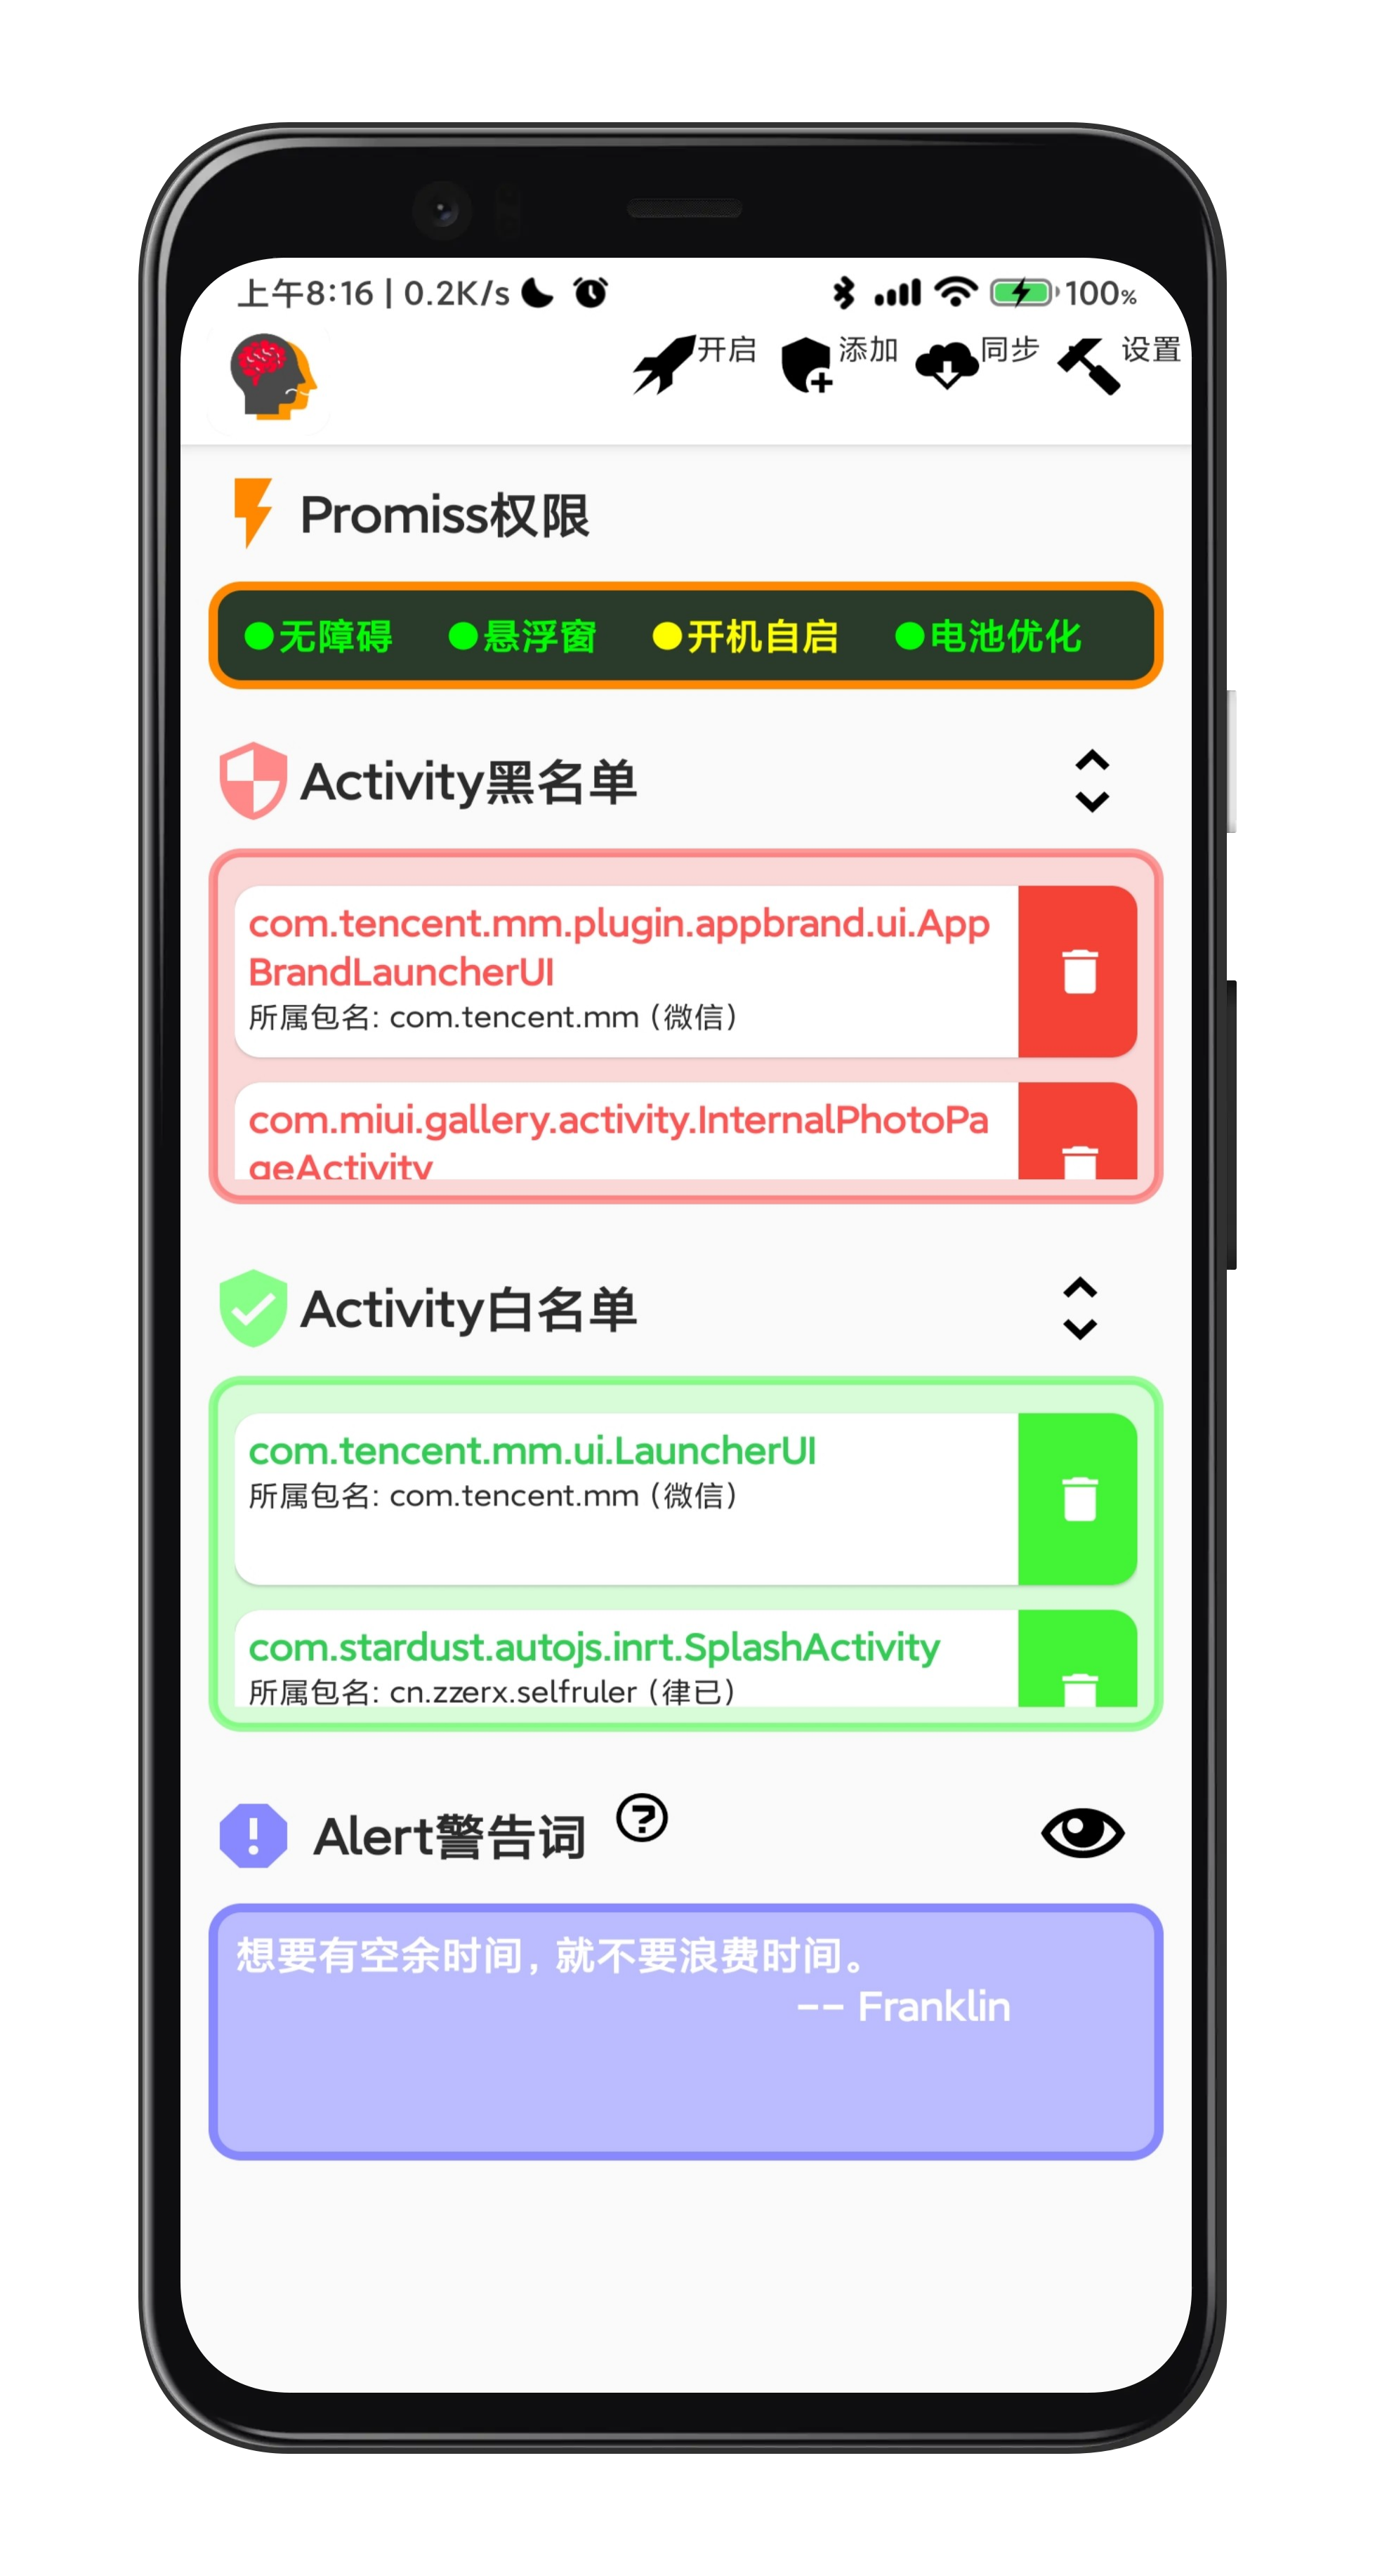 上午8:16 | 0.2K/s 100%
开启 添加 同步 设置
Promiss权限
无障碍 悬浮窗 开机自启 电池优化
Activity黑名单
com.tencent.mm.plugin.appbrand.ui.App
BrandLauncherUI
所属包名: com.tencent.mm (微信)
com.miui.gallery.activity.InternalPhotoPa
geActivity
Activity白名单
com.tencent.mm.ui.LauncherUI
所属包名: com.tencent.mm (微信)
com.stardust.autojs.inrt.SplashActivity
所属包名: cn.zzerx.selfruler (律己)
Alert警告词
想要有空余时间, 就不要浪费时间。
-- Franklin